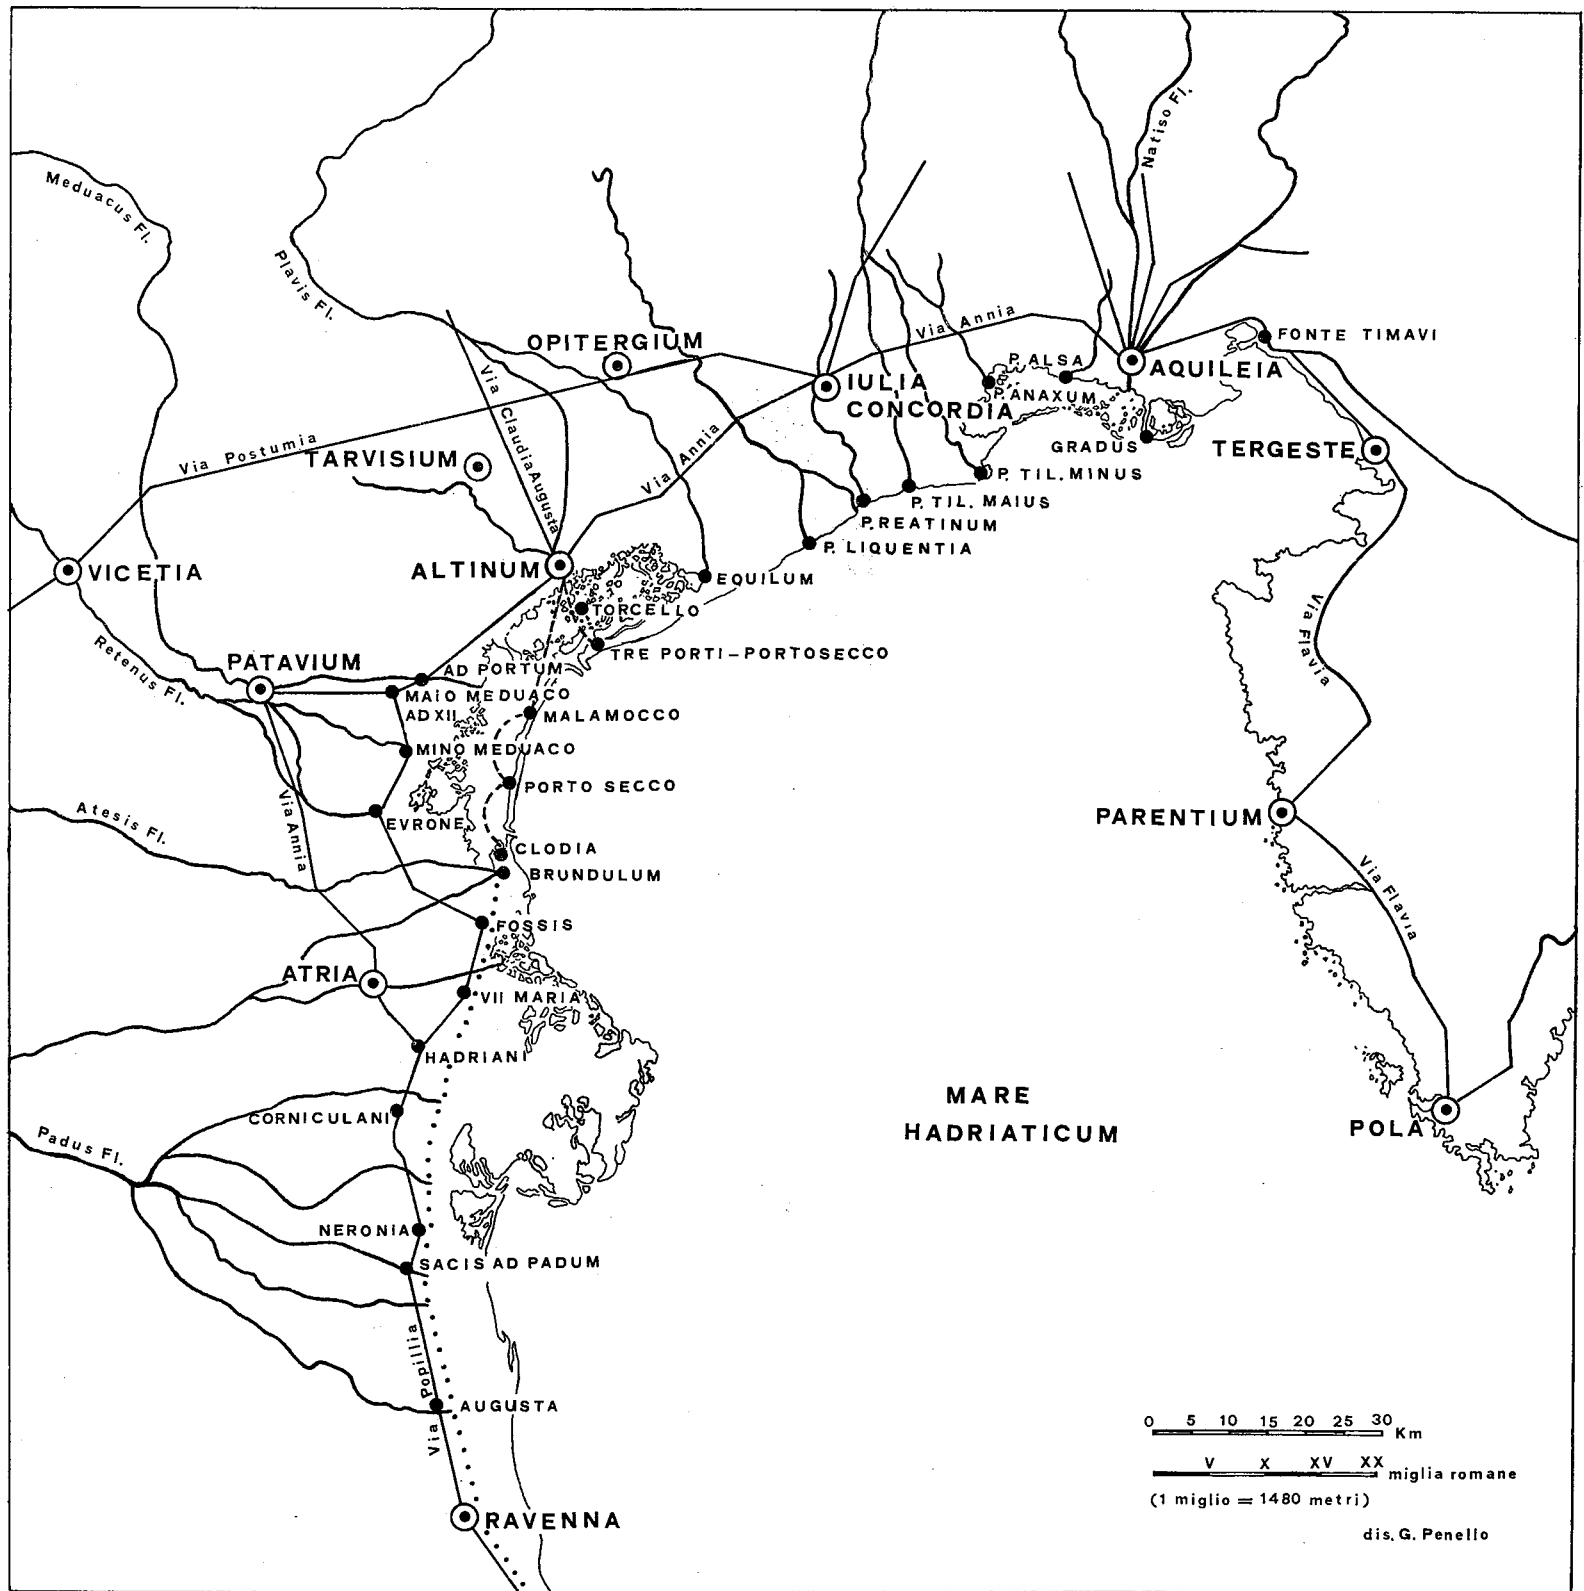 Meduacus Fl.
Natiso Fl.
Plavis Fl.
OPITERGIUM
Via Annia
FONTE TIMAVI
P. ALSA
AQUILEIA
IULIA
CONCORDIA
P. ANAXUM
Via Claudia Augusta
Via Postumia
TARVISIUM
Via Annia
GRADUS
TERGESTE
P. TIL. MINUS
P. TIL. MAIUS
P. REATINUM
P. LIQUENTIA
VICETIA
ALTINUM
EQUILUM
TORCELLO
Via Flavia
Retenus Fl.
PATAVIUM
TRE PORTI-PORTOSECCO
AD PORTUM
MAIO MEDUACO
AD XII
MALAMOCCO
MINO MEDUACO
PORTO SECCO
Atesis Fl.
Via Annia
EVRONE
PARENTIUM
CLODIA
BRUNDULUM
Via Flavia
FOSSIS
ATRIA
VII MARIA
HADRIANI
MARE
HADRIATICUM
CORNICULANI
POLA
Padus Fl.
NERONIA
SACIS AD PADUM
Via Popillia
AUGUSTA
RAVENNA
0 5 10 15 20 25 30 Km
V X XV XX miglia romane
(1 miglio = 1480 metri)
dis. G. Penello